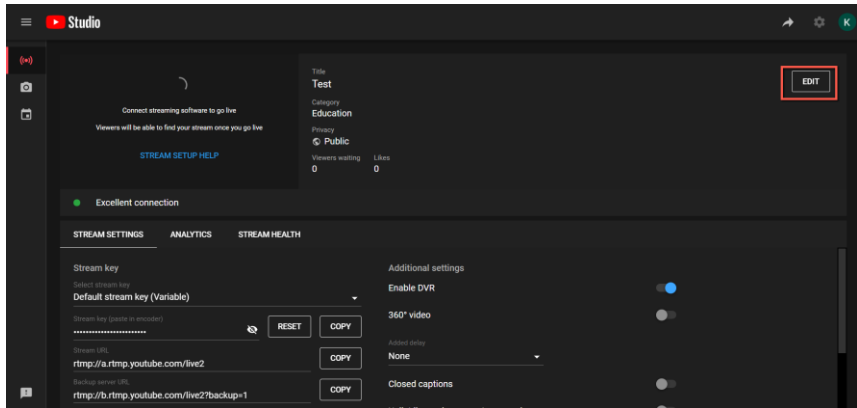 Studio
K
Connect streaming software to go live
Viewers will be able to find your stream once you go live
STREAM SETUP HELP
Title
Test
Category
Education
Privacy
Public
Viewers waiting Likes
0 0
EDIT
Excellent connection
STREAM SETTINGS ANALYTICS STREAM HEALTH
Stream key
Select stream key
Default stream key (Variable)
Stream key (paste in encoder)
••••••••••••••••••••••••
RESET COPY
Stream URL
rtmp://a.rtmp.youtube.com/live2
COPY
Backup server URL
rtmp://b.rtmp.youtube.com/live2?backup=1
COPY
Additional settings
Enable DVR
360° video
Added delay
None
Closed captions